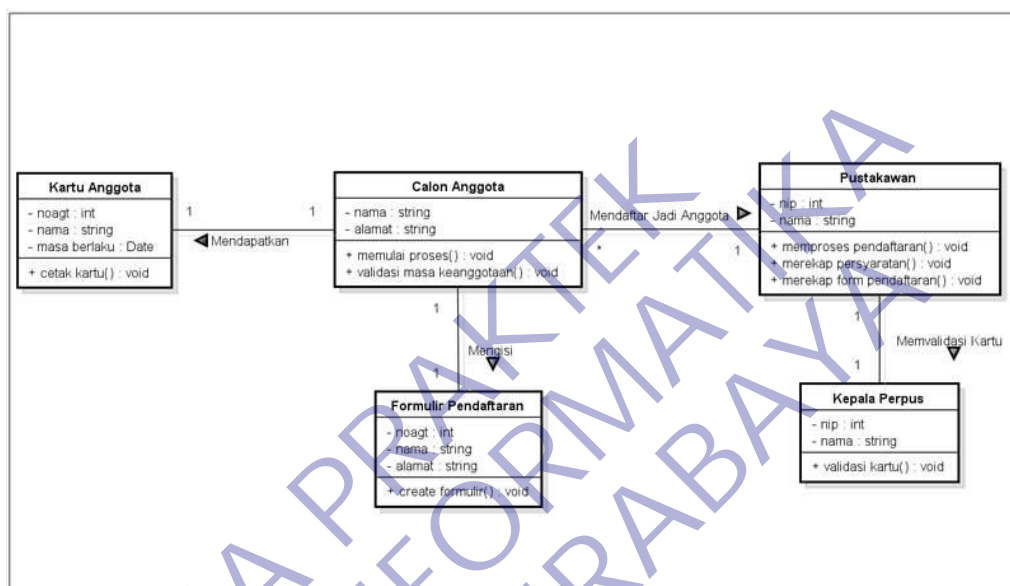 Kartu Anggota
- noagt : int
- nama : string
- masa berlaku : Date
+ cetak kartu() : void
1
1
Mendapatkan
Calon Anggota
- nama : string
- alamat : string
+ memulai proses() : void
+ validasi masa keanggotaan() : void
Mendaftar Jadi Anggota
*
1
Pustakawan
- nip : int
- nama : string
+ memproses pendaftaran() : void
+ merekap persyaratan() : void
+ merekap form pendaftaran() : void
1
Mengisi
1
Formulir Pendaftaran
- noagt : int
- nama : string
- alamat : string
+ create formulir() : void
1
Memvalidasi Kartu
1
Kepala Perpus
- nip : int
- nama : string
+ validasi kartu() : void
A PRAKTEK
FORMATIKA
RABAYA